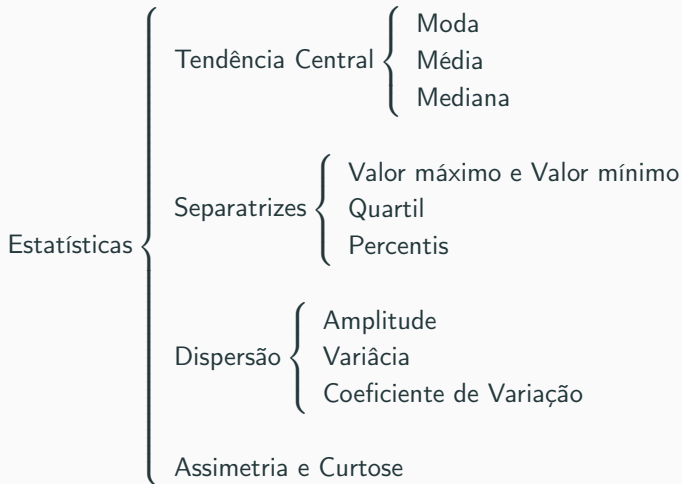 Estatísticas
Tendência Central
Moda
Média
Mediana
Separatrizes
Valor máximo e Valor mínimo
Quartil
Percentis
Dispersão
Amplitude
Variâcia
Coeficiente de Variação
Assimetria e Curtose